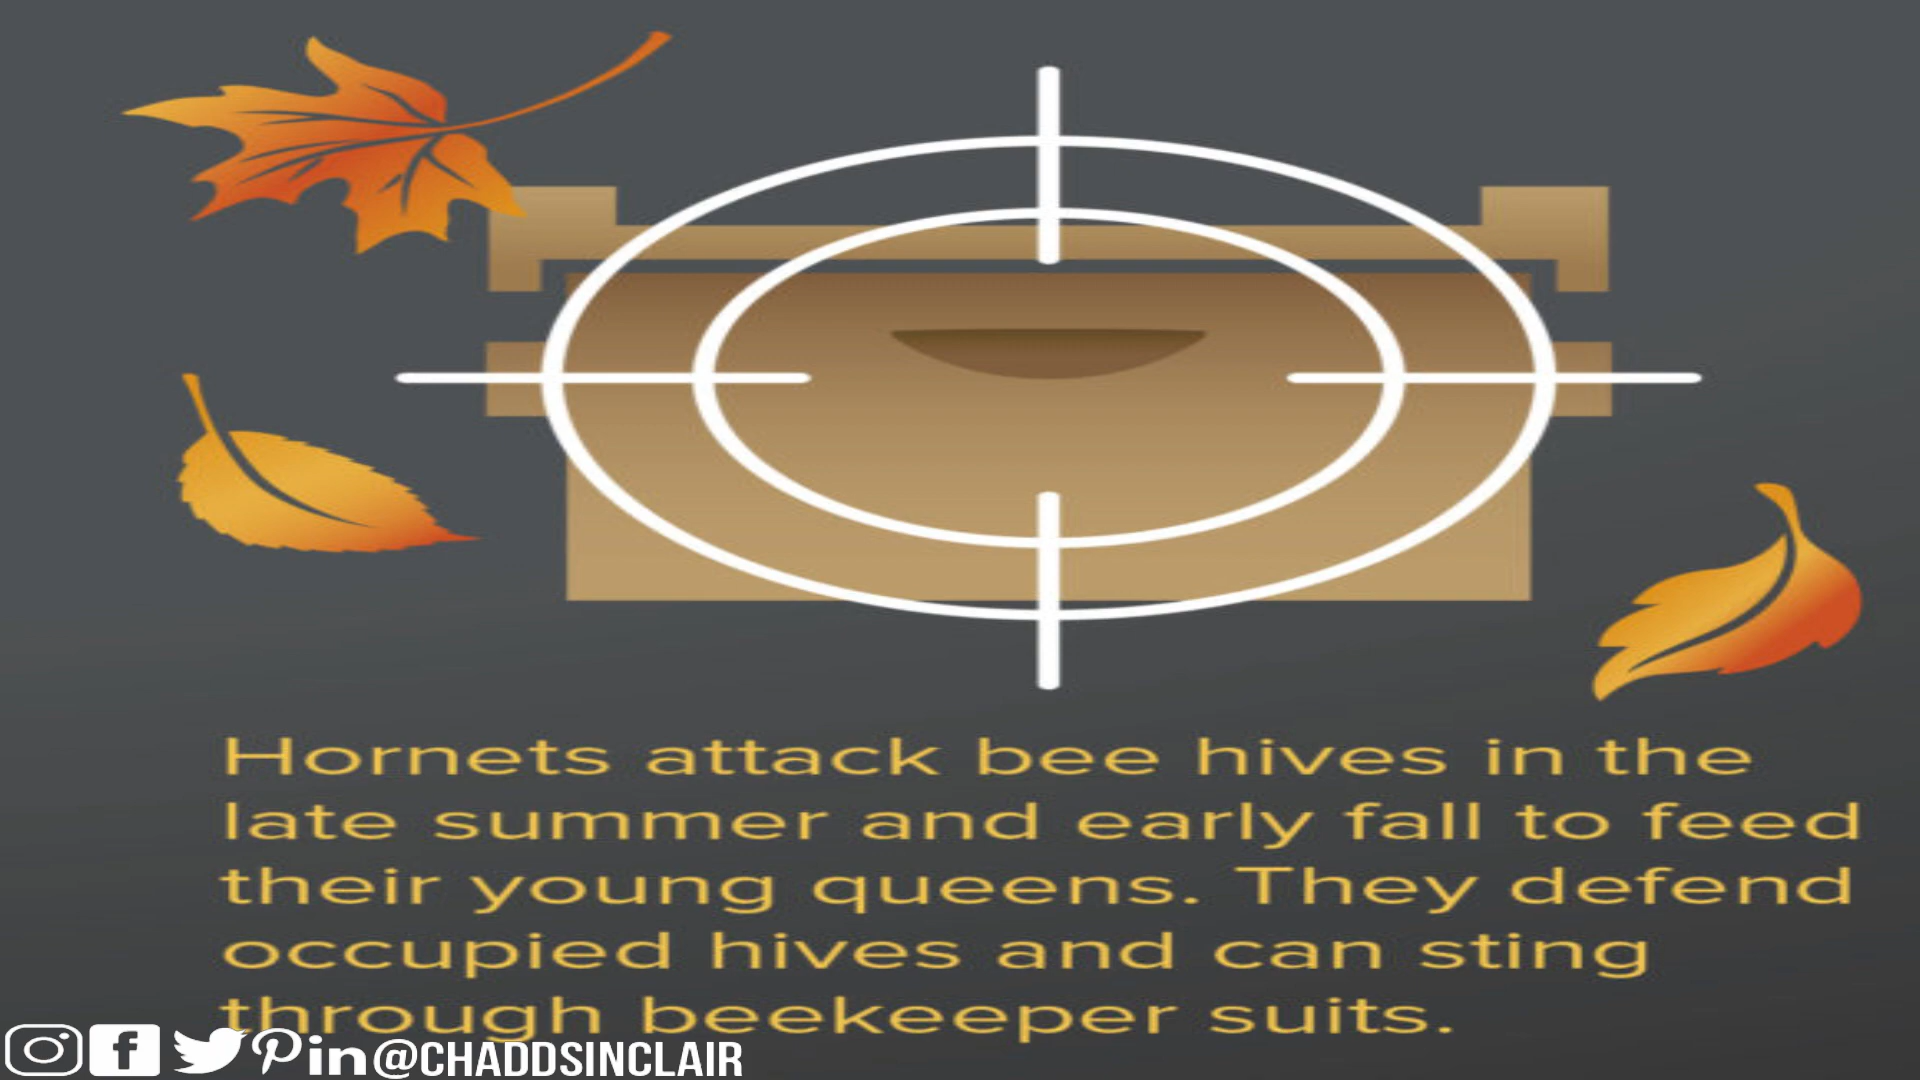 Hornets attack bee hives in the
late summer and early fall to feed
their young queens. They defend
occupied hives and can sting
through beekeeper suits.
@CHADDSINCLAIR